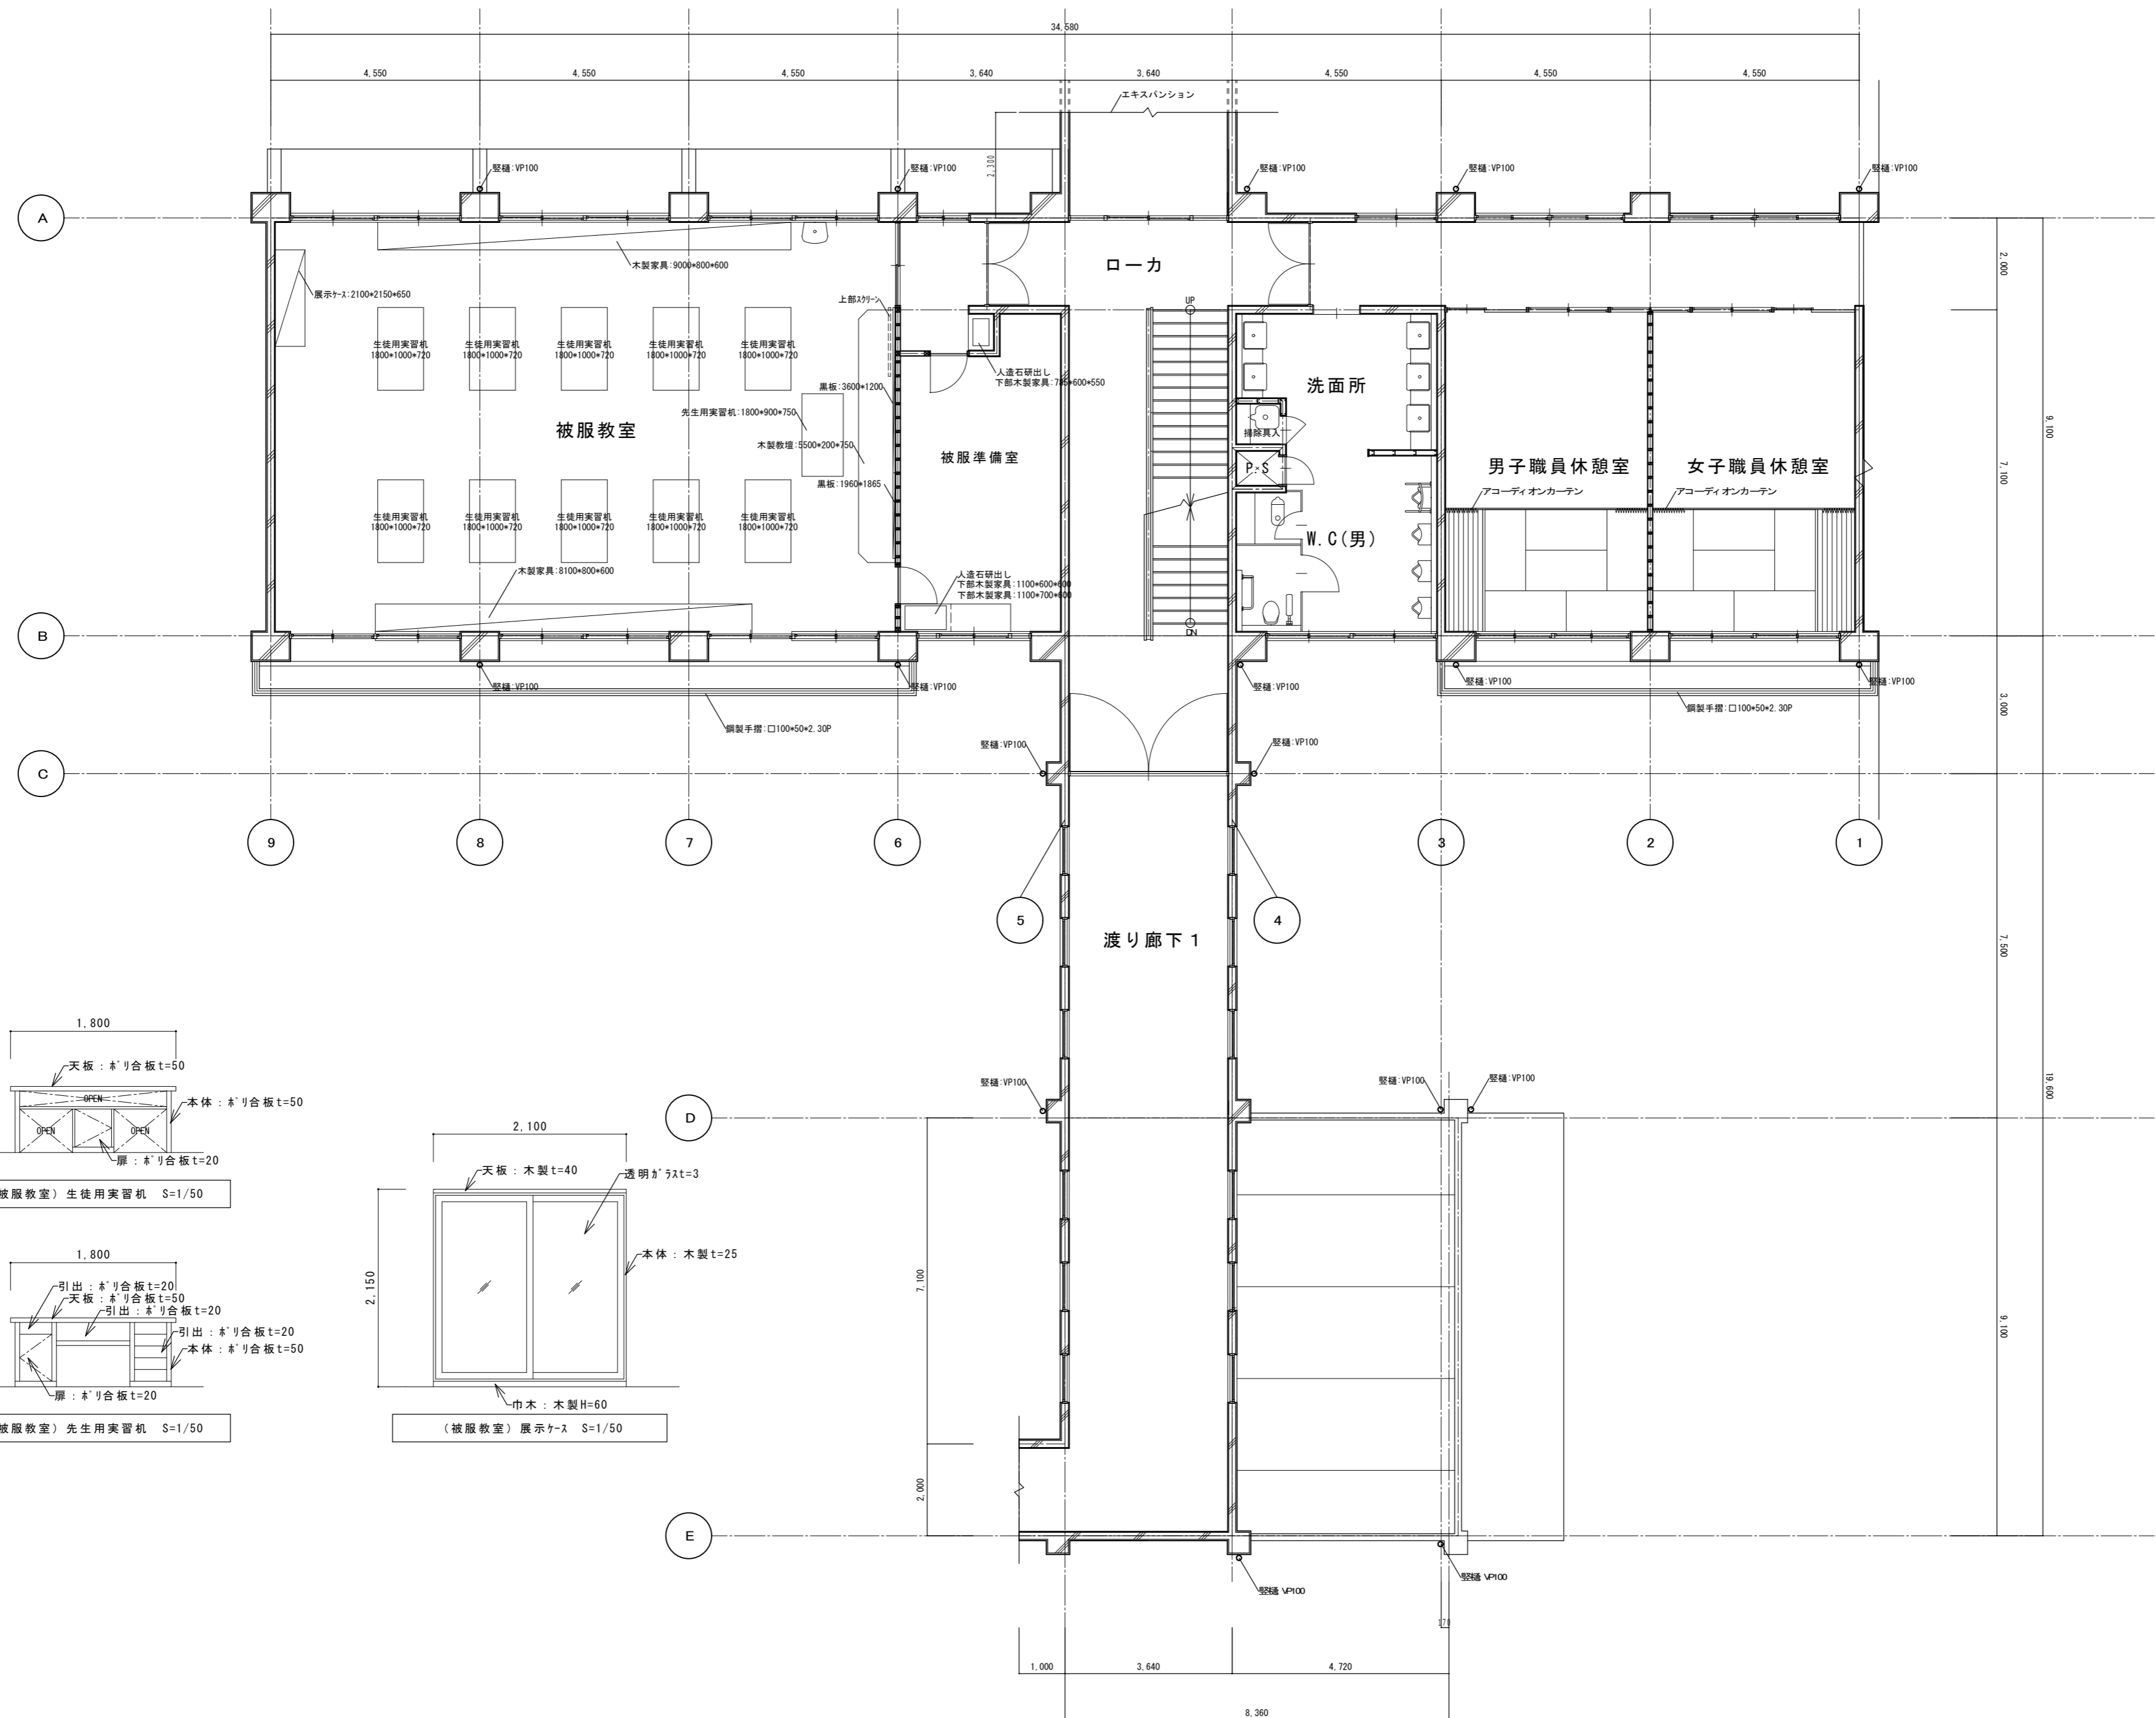 34,580
4,550
4,550
4,550
3,640
3,640
4,550
4,550
4,550
エキスパンション
2,300
竪樋:VP100
竪樋:VP100
竪樋:VP100
竪樋:VP100
竪樋:VP100
A
木製家具:9000*800*600
ローカ
展示ケース:2100*2150*650
上部スクリーン
UP
2,000
生徒用実習机
1800*1000*720
生徒用実習机
1800*1000*720
生徒用実習机
1800*1000*720
生徒用実習机
1800*1000*720
生徒用実習机
1800*1000*720
人造石研出し
下部木製家具:785*600*550
黒板:3600*1200
洗面所
先生用実習机:1800*900*750
被服教室
木製教壇:5500*200*750
被服準備室
掃除具入
9,100
P.S
男子職員休憩室
女子職員休憩室
7,100
黒板:1960*1865
アコーディオンカーテン
アコーディオンカーテン
生徒用実習机
1800*1000*720
生徒用実習机
1800*1000*720
生徒用実習机
1800*1000*720
生徒用実習机
1800*1000*720
生徒用実習机
1800*1000*720
W.C(男)
木製家具:8100*800*600
人造石研出し
下部木製家具:1100*600*600
下部木製家具:1100*700*600
DN
B
竪樋:VP100
竪樋:VP100
竪樋:VP100
竪樋:VP100
竪樋:VP100
鋼製手摺:口100*50*2.30P
鋼製手摺:口100*50*2.30P
3,000
竪樋:VP100
竪樋:VP100
C
9
8
7
6
3
2
1
5
4
渡り廊下1
7,500
19,600
1,800
天板:ポリ合板t=50
OPEN
本体:ポリ合板t=50
OPEN
OPEN
扉:ポリ合板t=20
被服教室)生徒用実習机 S=1/50
竪樋:VP100
竪樋:VP100
竪樋:VP100
D
2,100
天板:木製t=40
透明ガラスt=3
本体:木製t=25
2,150
巾木:木製H=60
(被服教室)展示ケース S=1/50
1,800
引出:ポリ合板t=20
天板:ポリ合板t=50
引出:ポリ合板t=20
引出:ポリ合板t=20
本体:ポリ合板t=50
扉:ポリ合板t=20
被服教室)先生用実習机 S=1/50
7,100
9,100
2,000
E
竪樋 VP100
竪樋 VP100
170
1,000
3,640
4,720
8,360